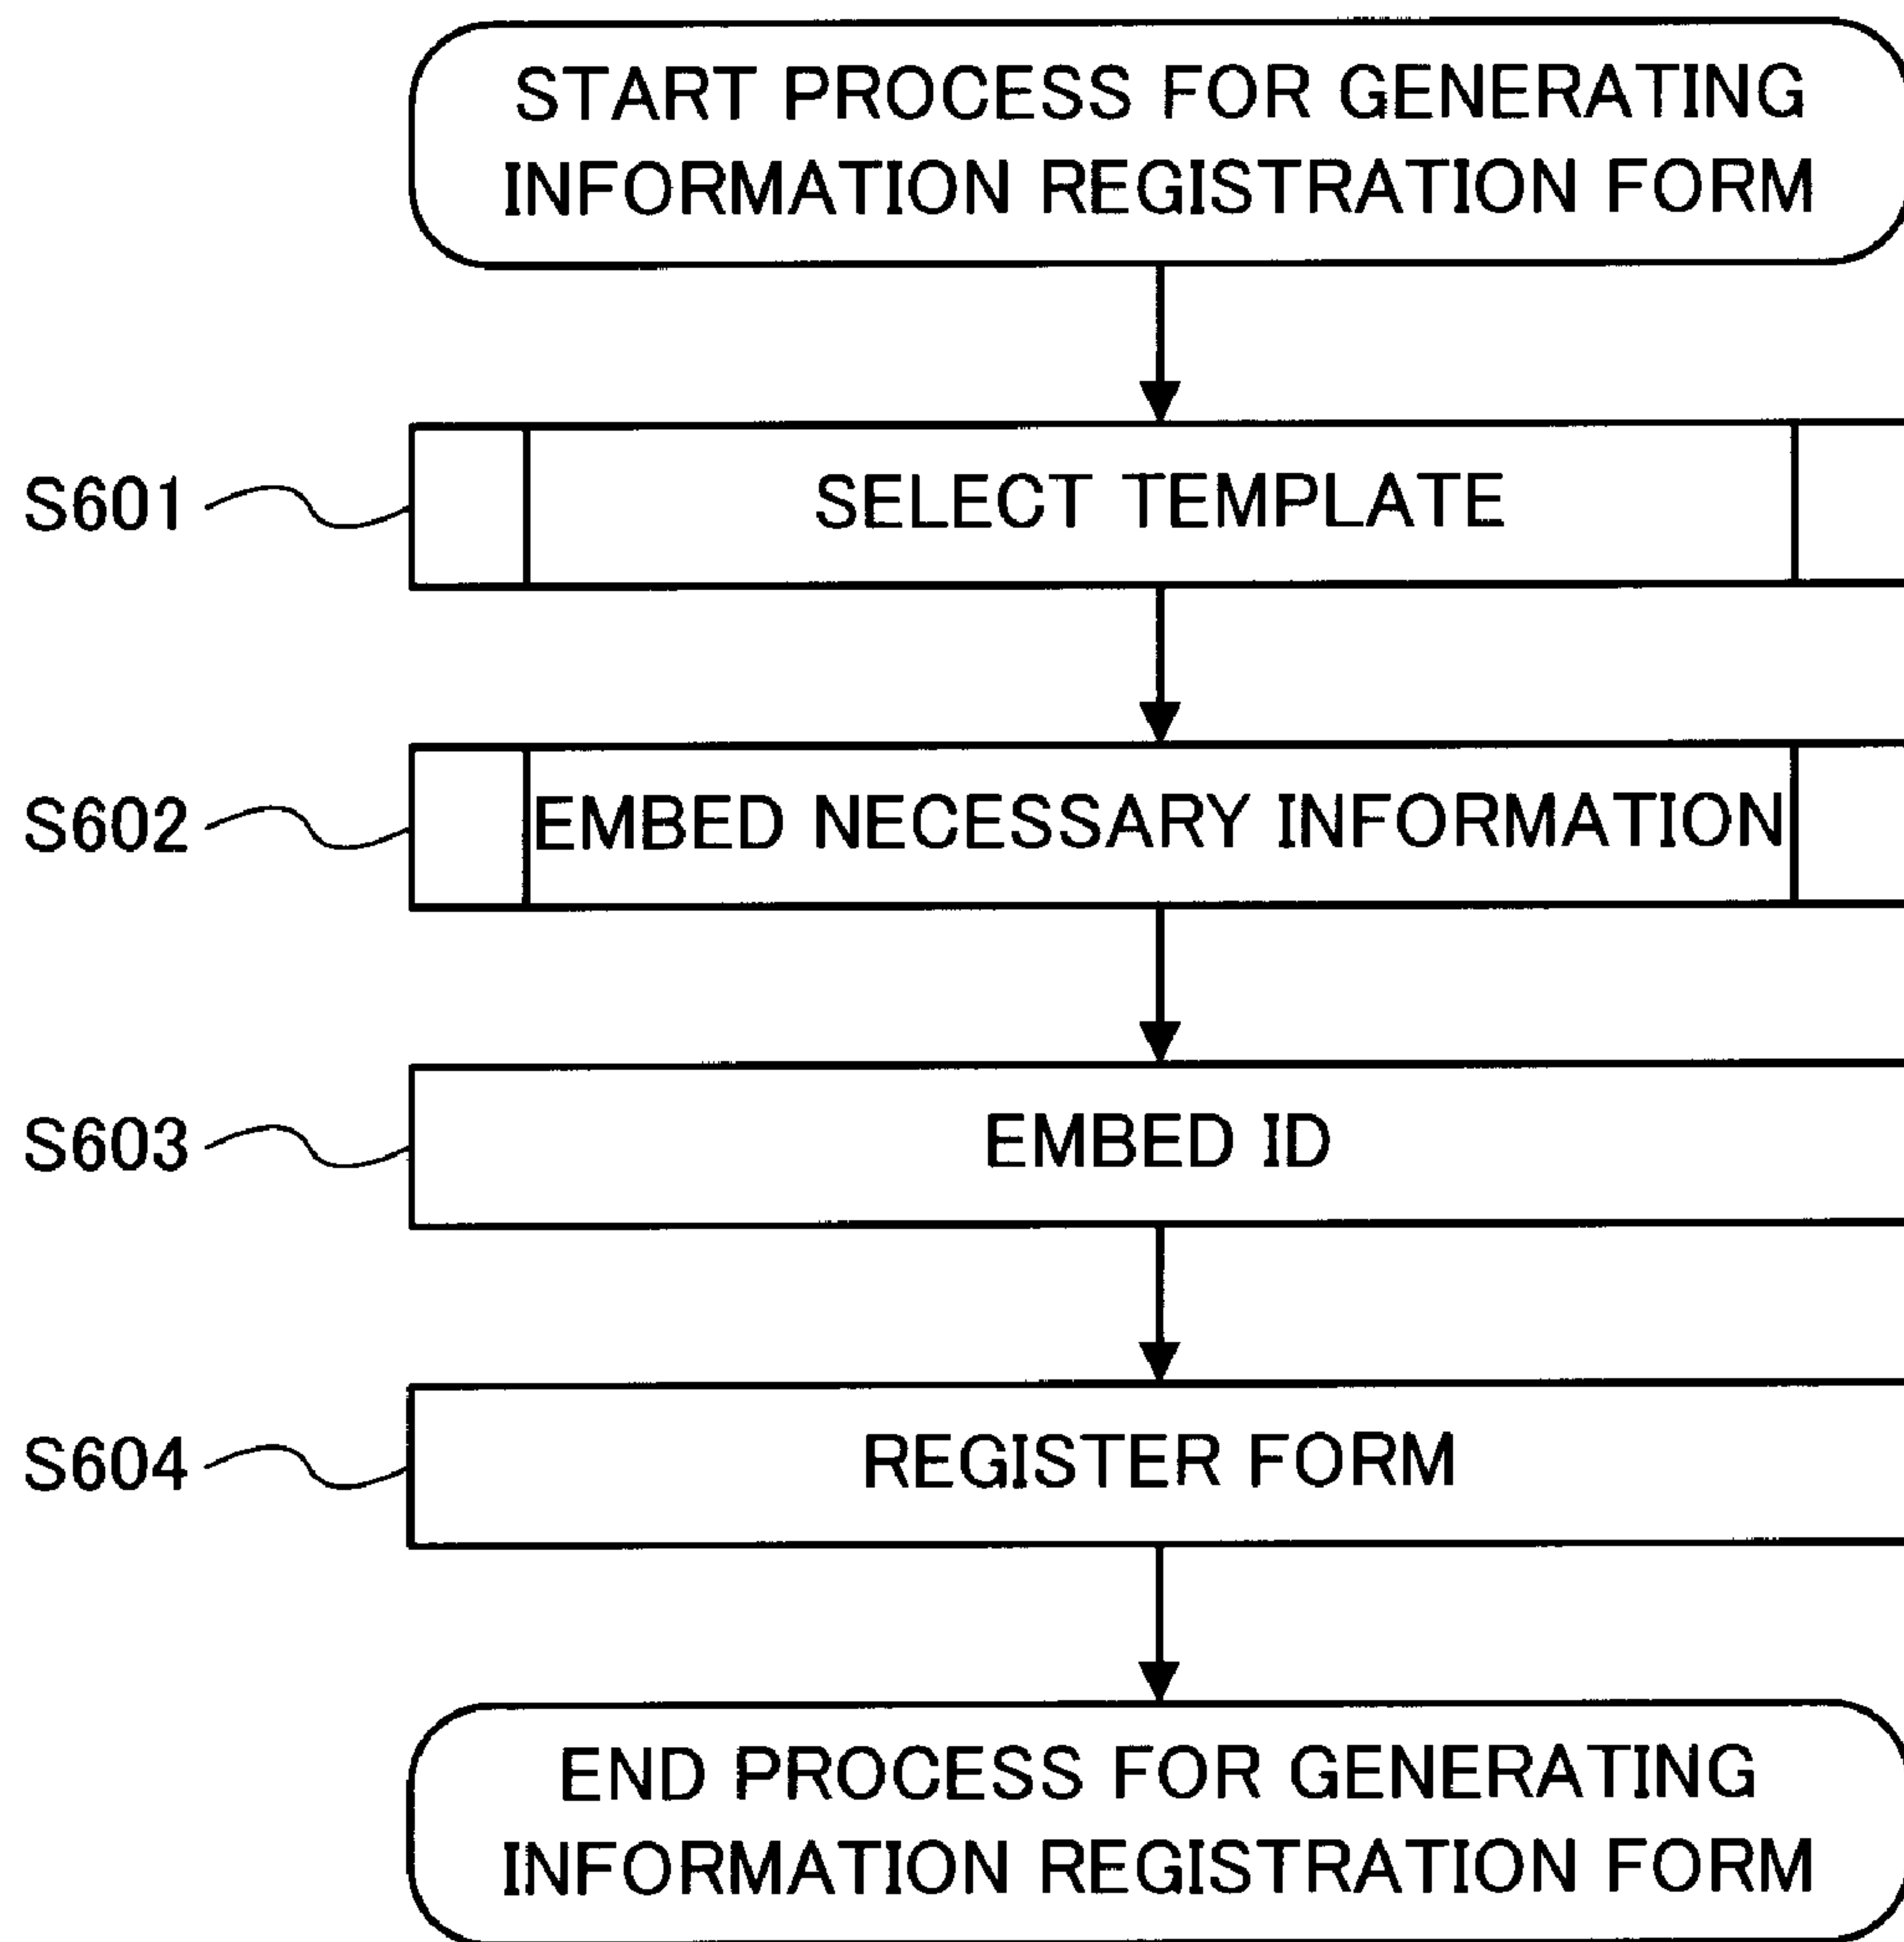 START PROCESS FOR GENERATING
INFORMATION REGISTRATION FORM
S601
SELECT TEMPLATE
S602
EMBED NECESSARY INFORMATION
S603
EMBED ID
S604
REGISTER FORM
END PROCESS FOR GENERATING
INFORMATION REGISTRATION FORM